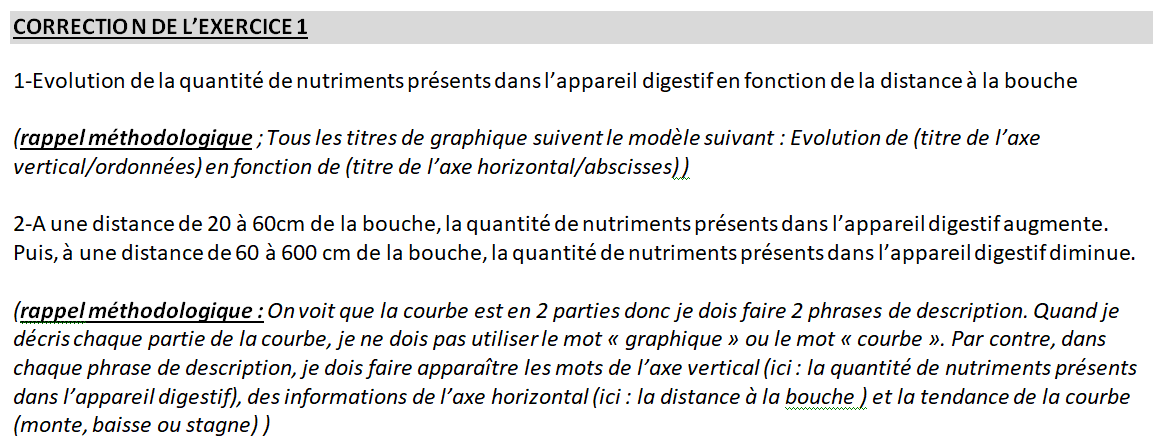 CORRECTION DE L’EXERCICE 1
1-Evolution de la quantité de nutriments présents dans l’appareil digestif en fonction de la distance à la bouche
(rappel méthodologique ; Tous les titres de graphique suivent le modèle suivant : Evolution de (titre de l’axe
vertical/ordonnées) en fonction de (titre de l’axe horizontal/abscisses) )
2-A une distance de 20 à 60cm de la bouche, la quantité de nutriments présents dans l’appareil digestif augmente.
Puis, à une distance de 60 à 600 cm de la bouche, la quantité de nutriments présents dans l’appareil digestif diminue.
(rappel méthodologique : On voit que la courbe est en 2 parties donc je dois faire 2 phrases de description. Quand je
décris chaque partie de la courbe, je ne dois pas utiliser le mot « graphique » ou le mot « courbe ». Par contre, dans
chaque phrase de description, je dois faire apparaître les mots de l’axe vertical (ici : la quantité de nutriments présents
dans l’appareil digestif), des informations de l’axe horizontal (ici : la distance à la bouche ) et la tendance de la courbe
(monte, baisse ou stagne) )